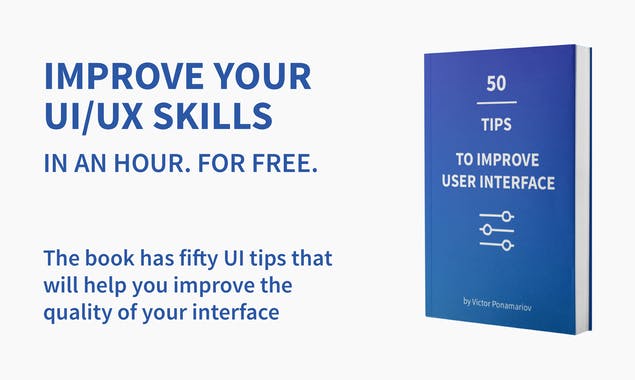 IMPROVE YOUR
UI/UX SKILLS
IN AN HOUR. FOR FREE.
The book has fifty UI tips that
will help you improve the
quality of your interface
50
TIPS
TO IMPROVE
USER INTERFACE
by Victor Ponamariov